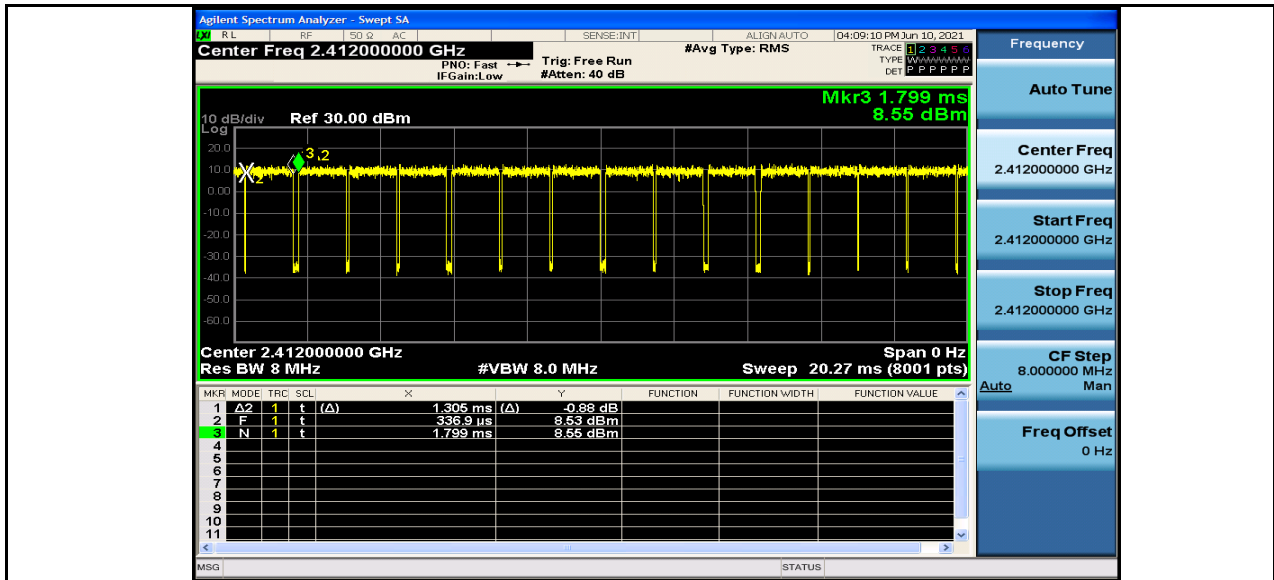 Agilent Spectrum Analyzer - Swept SA
LXI RL RF 50 Ω AC SENSE:INT ALIGN AUTO 04:09:10 PM Jun 10, 2021
Center Freq 2.412000000 GHz #Avg Type: RMS TRACE 1 2 3 4 5 6
PNO: Fast Trig: Free Run TYPE
IFGain:Low #Atten: 40 dB DET P P P P P P
Mkr3 1.799 ms
8.55 dBm
10 dB/div Ref 30.00 dBm
Log
20.0
10.0
0.00
-10.0
-20.0
-30.0
-40.0
-50.0
-60.0
Center 2.412000000 GHz Span 0 Hz
Res BW 8 MHz #VBW 8.0 MHz Sweep 20.27 ms (8001 pts)
MKR MODE TRC SCL X Y FUNCTION FUNCTION WIDTH FUNCTION VALUE
1 Δ2 1 t (Δ) 1.305 ms (Δ) -0.88 dB
2 F 1 t 336.9 µs 8.53 dBm
3 N 1 t 1.799 ms 8.55 dBm
4
5
6
7
8
9
10
11
MSG STATUS
Frequency
Auto Tune
Center Freq
2.412000000 GHz
Start Freq
2.412000000 GHz
Stop Freq
2.412000000 GHz
CF Step
8.000000 MHz
Auto Man
Freq Offset
0 Hz